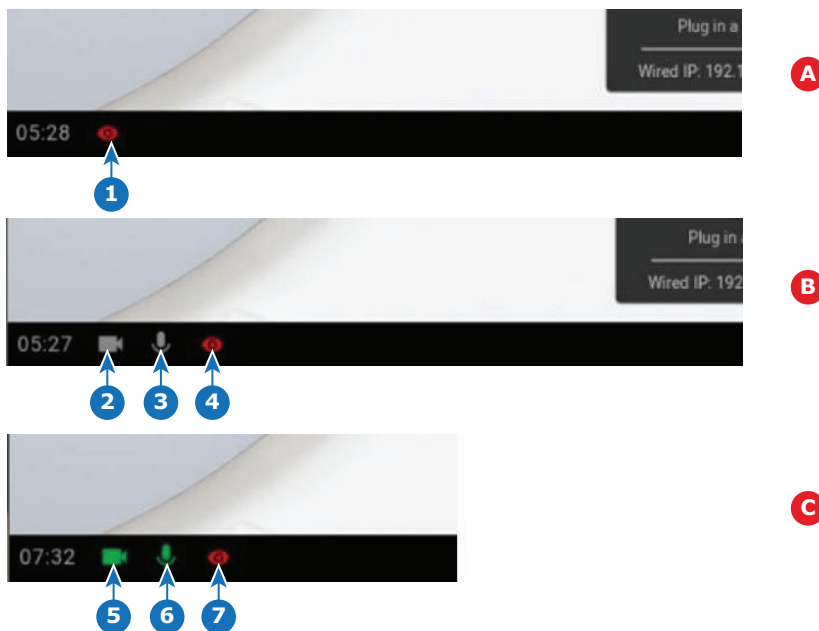 Plug in a
Wired IP: 192.1
A
05:28
1
Plug in
Wired IP: 192
B
05:27
2 3 4
C
07:32
5 6 7